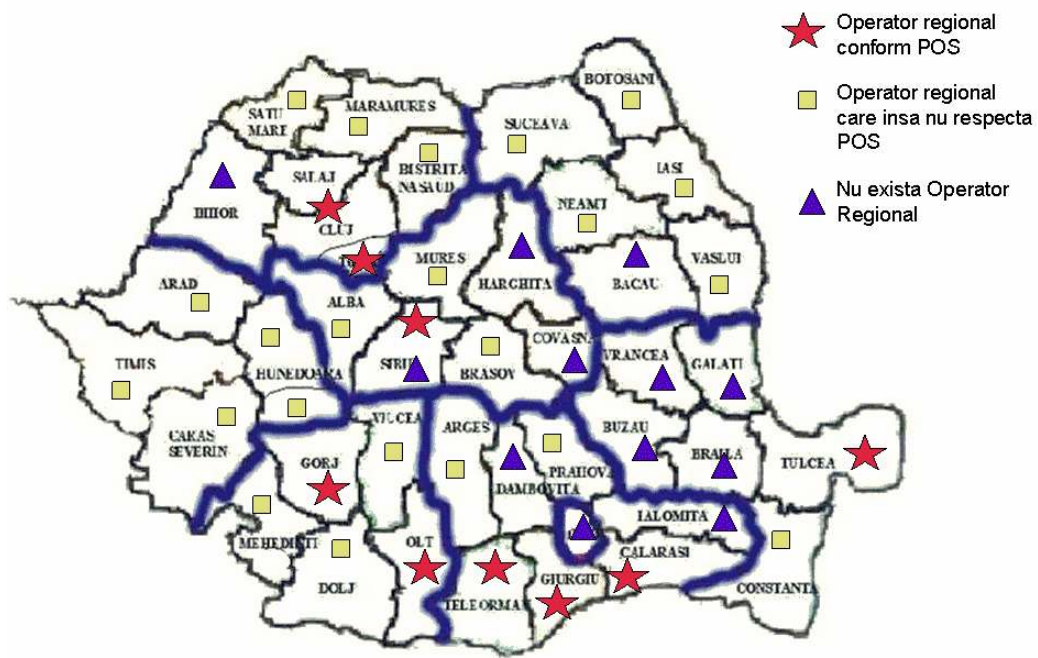 Operator regional
conform POS
Operator regional
care insa nu respecta
POS
Nu exista Operator
Regional
BOTOSANI
SATU
MARE
MARAMURES
SUCEAVA
IASI
BISTRITA
NASAUD
SALAJ
NEAMT
BIHOR
CLUJ
VASLUI
MURES
HARGHITA
BACAU
ARAD
ALBA
COVASNA
VRANCEA
GALATI
TIMIS
HUNEDOARA
BRASOV
CARAS
SEVERIN
VILCEA
ARGES
BUZAU
BRAILA
TULCEA
GORJ
PRAHOVA
DAMBOVITA
IALOMITA
MEHEDINTI
OLT
CALARASI
DOLJ
GIURGIU
CONSTANTA
TELEORMAN